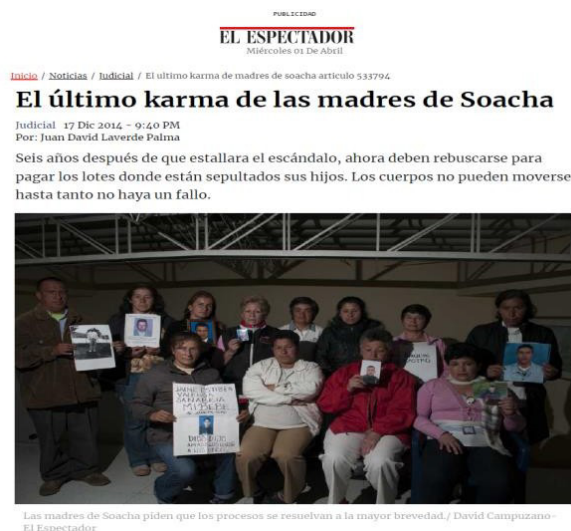 PUBLICIDAD
EL ESPECTADOR
Miércoles 01 De Abril
Inicio / Noticias / Judicial / El ultimo karma de madres de soacha articulo 533794
El último karma de las madres de Soacha
Judicial 17 Dic 2014 - 9:40 PM
Por: Juan David Laverde Palma
Seis años después de que estallara el escándalo, ahora deben rebuscarse para
pagar los lotes donde están sepultados sus hijos. Los cuerpos no pueden moverse
hasta tanto no haya un fallo.
Las madres de Soacha piden que los procesos se resuelvan a la mayor brevedad./ David Campuzano-
El Espectador